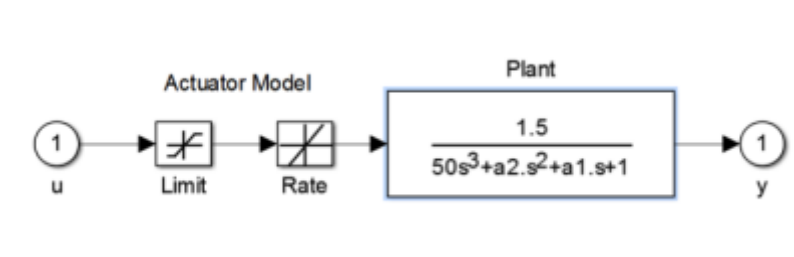 Plant
Actuator Model
1
1.5
50s³+a2.s²+a1.s+1
1
u
Limit
Rate
y